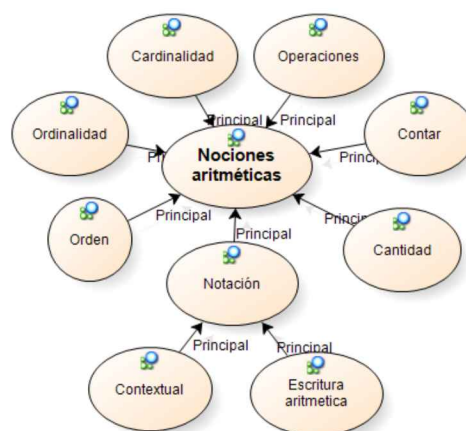 Cardinalidad
Operaciones
Principal
Principal
Ordinalidad
Contar
Nociones
aritméticas
Principal
Orden
Principal
Cantidad
Principal
Notación
Principal
Principal
Contextual
Escritura
aritmetica